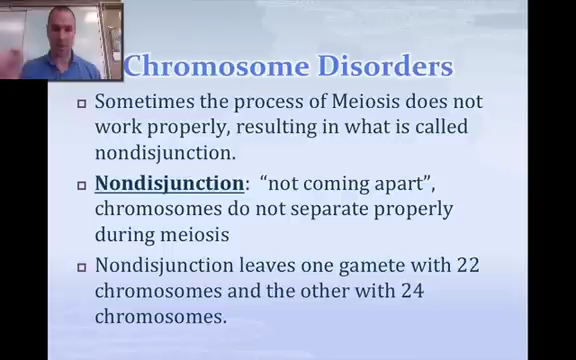 Chromosome Disorders
Sometimes the process of Meiosis does not
work properly, resulting in what is called
nondisjunction.
Nondisjunction: “not coming apart”,
chromosomes do not separate properly
during meiosis
Nondisjunction leaves one gamete with 22
chromosomes and the other with 24
chromosomes.